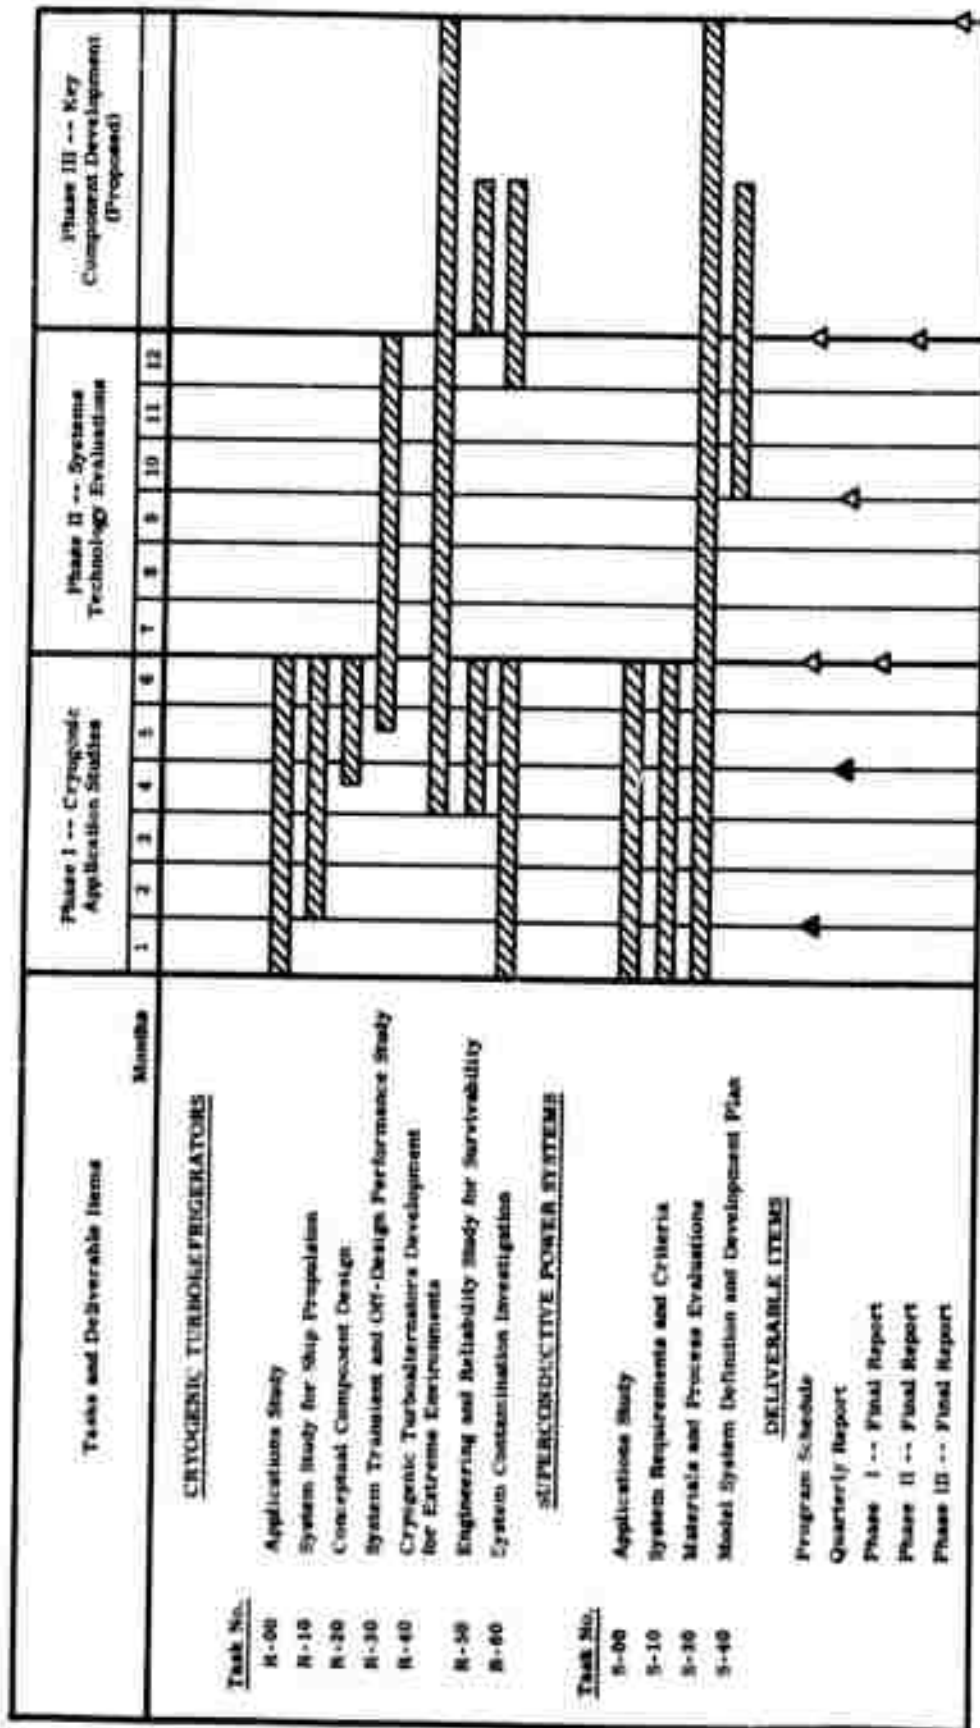 Tasks and Deliverable Items
Months
Phase I -- Cryogenic
Application Studies
Phase II -- Systems
Technology Evaluations
Phase III -- Key
Component Development
(Proposed)
1 2 3 4 5 6 7 8 9 10 11 12
CRYOGENIC TURBOREFRIGERATORS
Task No.
R-00 Applications Study
R-10 System Study for Ship Propulsion
R-20 Conceptual Component Design
R-30 System Transient and Off-Design Performance Study
R-40 Cryogenic Turboalternators Development
for Extreme Environments
R-50 Engineering and Reliability Study for Survivability
R-60 System Contamination Investigation
SUPERCONDUCTIVE POWER SYSTEMS
Task No.
S-00 Applications Study
S-10 System Requirements and Criteria
Materials and Process Evaluations
S-40 Model System Definition and Development Plan
DELIVERABLE ITEMS
Program Schedule
Quarterly Report
Phase I -- Final Report
Phase II -- Final Report
Phase III -- Final Report